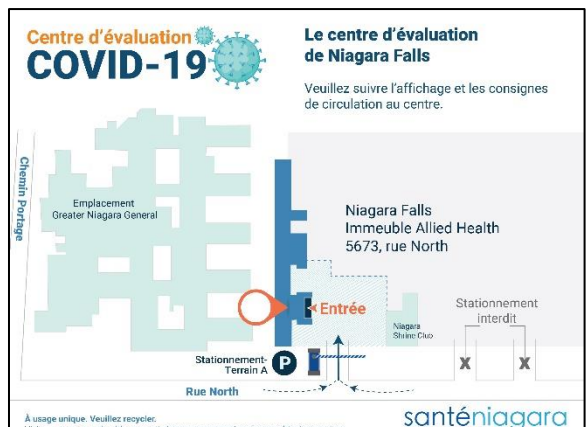 Centre d'évaluation
COVID-19
Le centre d'évaluation
de Niagara Falls
Veuillez suivre l'affichage et les consignes
de circulation au centre.
Chemin Portage
Emplacement
Greater Niagara General
Niagara Falls
Immeuble Allied Health
5673, rue North
Entrée
Niagara
Shrine Club
Stationnement
interdit
X
X
Stationnement-
Terrain A
P
Rue North
À usage unique. Veuillez recycler.
santéniagara